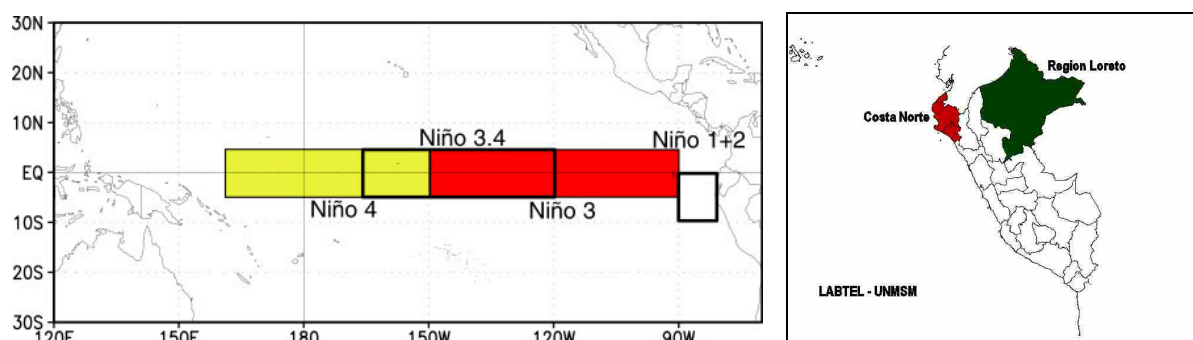 30N
20N
10N
EQ
10S
20S
30S
120E
150E
180
150W
120W
90W
Niño 3.4
Niño 1+2
Niño 4
Niño 3
Region Loreto
Costa Norte
LABTEL - UNMSM